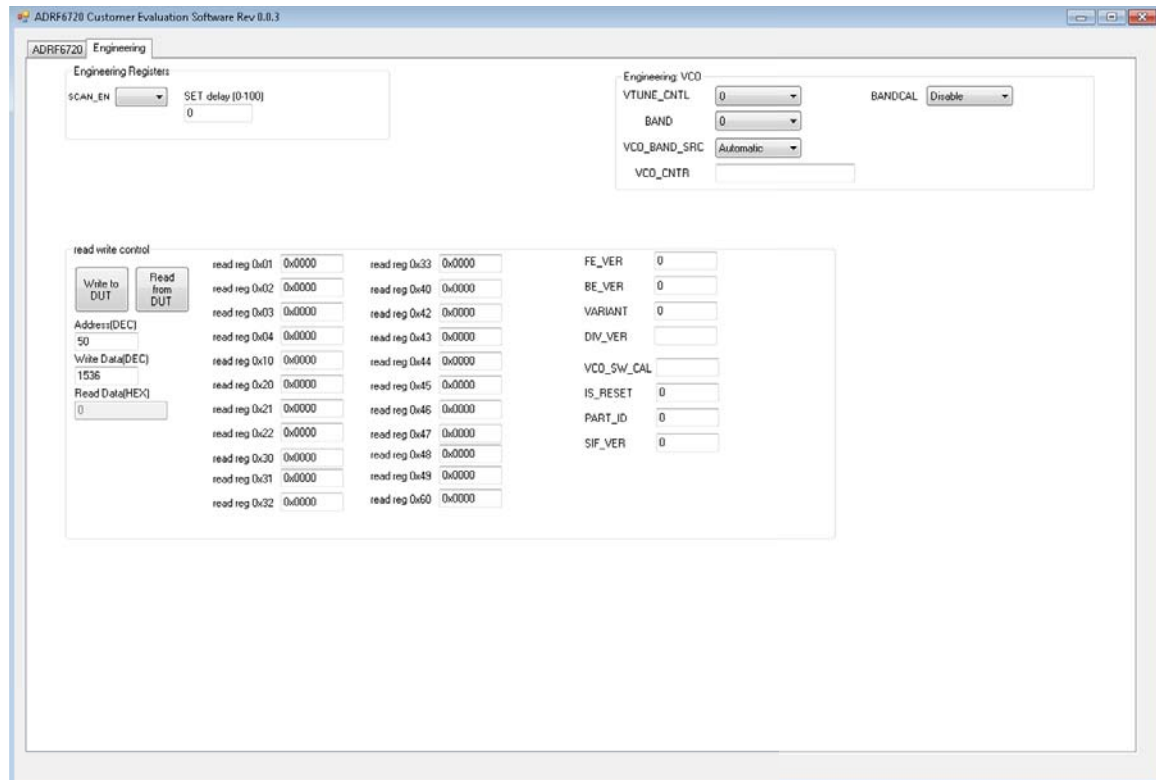 ADRF6720 Customer Evaluation Software Rev 0.0.3
ADRF6720 Engineering
Engineering Registers
SCAN_EN SET delay (0-100)
0
Engineering: VCO
VTUNE_CNTL 0 BANDCAL Disable
BAND 0
VCO_BAND_SRC Automatic
VCO_CNTR
read write control
Write to DUT
Read from DUT
Address(DEC)
50
Write Data(DEC)
1536
Read Data(HEX)
0
read reg 0x01 0x0000
read reg 0x02 0x0000
read reg 0x03 0x0000
read reg 0x04 0x0000
read reg 0x10 0x0000
read reg 0x20 0x0000
read reg 0x21 0x0000
read reg 0x22 0x0000
read reg 0x30 0x0000
read reg 0x31 0x0000
read reg 0x32 0x0000
read reg 0x33 0x0000
read reg 0x40 0x0000
read reg 0x42 0x0000
read reg 0x43 0x0000
read reg 0x44 0x0000
read reg 0x45 0x0000
read reg 0x46 0x0000
read reg 0x47 0x0000
read reg 0x48 0x0000
read reg 0x49 0x0000
read reg 0x60 0x0000
FE_VER 0
BE_VER 0
VARIANT 0
DIV_VER
VCO_SW_CAL
IS_RESET 0
PART_ID 0
SIF_VER 0